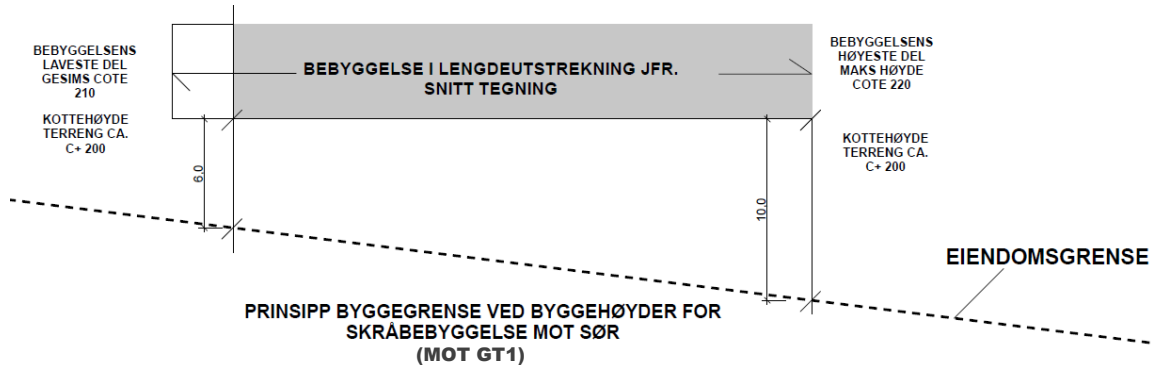 BEBYGGELSENS
LAVESTE DEL
GESIMS COTE
210
KOTTEHØYDE
TERRENG CA.
C+ 200
BEBYGGELSE I LENGDEUTSTREKNING JFR.
SNITT TEGNING
BEBYGGELSENS
HØYESTE DEL
MAKS HØYDE
COTE 220
KOTTEHØYDE
TERRENG CA.
C+ 200
6,0
10,0
EIENDOMSGRENSE
PRINSIPP BYGGEGRENSE VED BYGGEHØYDER FOR
SKRÅBEBYGGELSE MOT SØR
(MOT GT1)